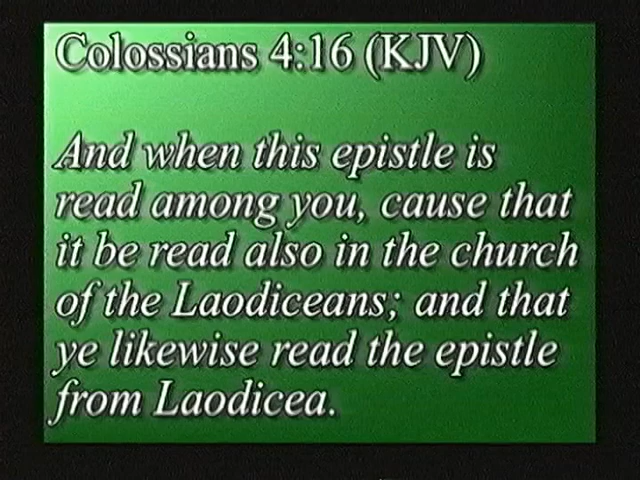 Colossians 4:16 (KJV)
And when this epistle is
read among you, cause that
it be read also in the church
of the Laodiceans; and that
ye likewise read the epistle
from Laodicea.